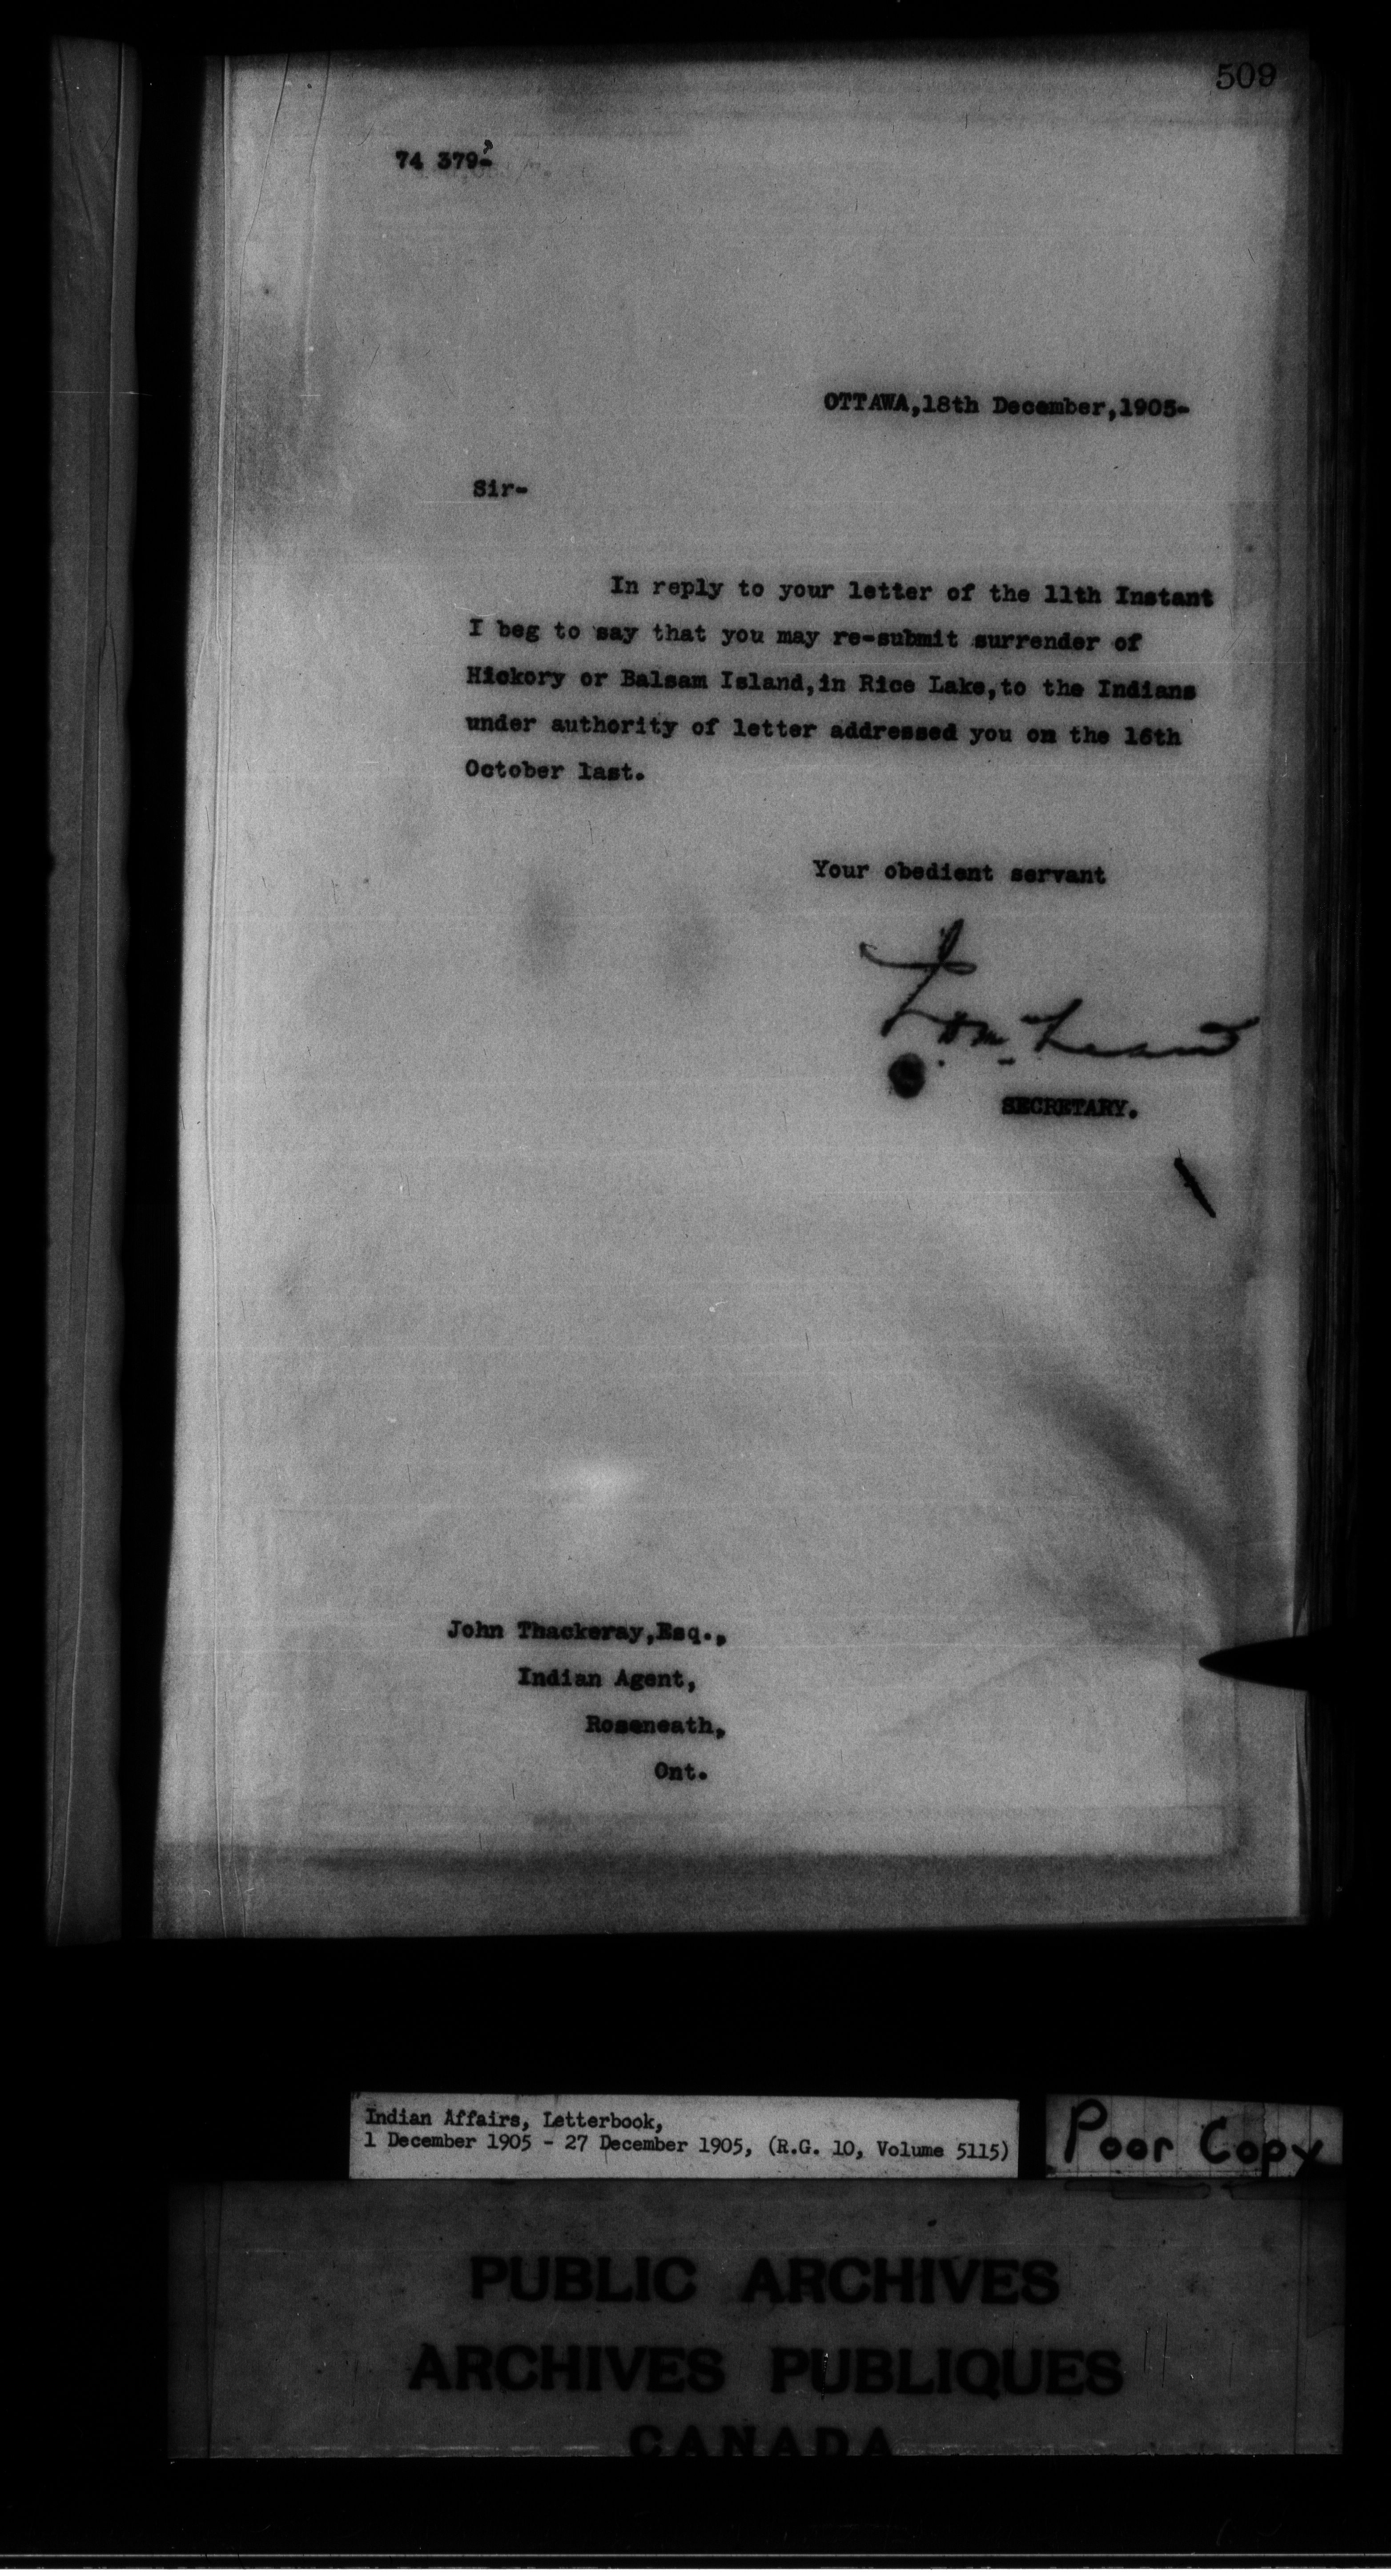 509
74 379-
OTTAWA,18th December,1905-
Sir-
In reply to your letter of the 11th Instant
I beg to say that you may re-submit surrender of
Hickory or Balsam Island,in Rice Lake,to the Indians
under authority of letter addressed you on the 16th
October last.
Your obedient servant
SECRETARY.
John Thackeray,Esq.,
Indian Agent,
Roseneath,
Ont.
Indian Affairs, Letterbook,
1 December 1905 - 27 December 1905, (R.G. 10, Volume 5115)
Poor Copy
PUBLIC ARCHIVES
ARCHIVES PUBLIQUES
CANADA